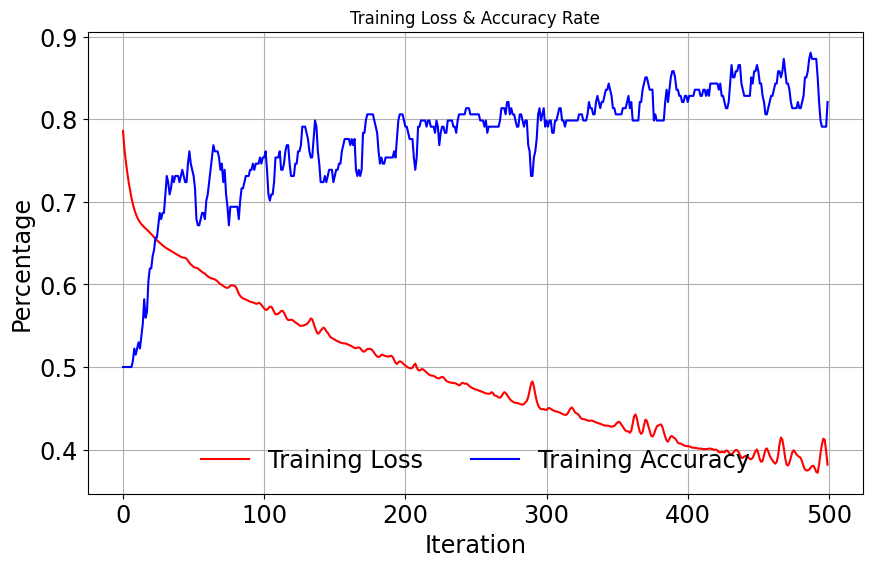 Training Loss & Accuracy Rate
0.9
0.8
0.7
0.6
0.5
0.4
Percentage
Training Loss
Training Accuracy
0 100 200 300 400 500
Iteration